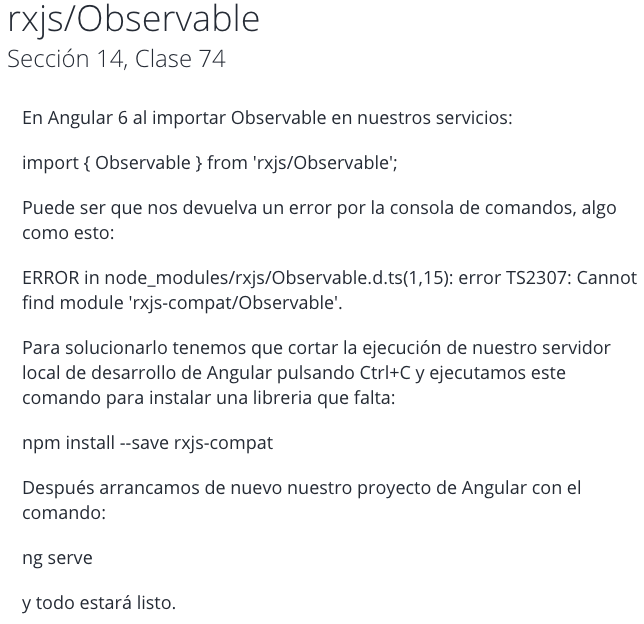 rxjs/Observable
Sección 14, Clase 74
En Angular 6 al importar Observable en nuestros servicios:
import { Observable } from 'rxjs/Observable';
Puede ser que nos devuelva un error por la consola de comandos, algo
como esto:
ERROR in node_modules/rxjs/Observable.d.ts(1,15): error TS2307: Cannot
find module 'rxjs-compat/Observable'.
Para solucionarlo tenemos que cortar la ejecución de nuestro servidor
local de desarrollo de Angular pulsando Ctrl+C y ejecutamos este
comando para instalar una libreria que falta:
npm install --save rxjs-compat
Después arrancamos de nuevo nuestro proyecto de Angular con el
comando:
ng serve
y todo estará listo.